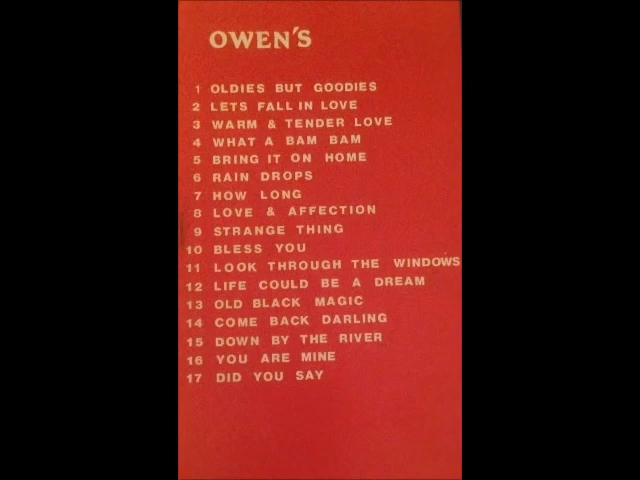 OWEN'S
1 OLDIES BUT GOODIES
2 LETS FALL IN LOVE
3 WARM & TENDER LOVE
4 WHAT A BAM BAM
5 BRING IT ON HOME
6 RAIN DROPS
7 HOW LONG
8 LOVE & AFFECTION
9 STRANGE THING
10 BLESS YOU
11 LOOK THROUGH THE WINDOWS
12 LIFE COULD BE A DREAM
13 OLD BLACK MAGIC
14 COME BACK DARLING
15 DOWN BY THE RIVER
16 YOU ARE MINE
17 DID YOU SAY